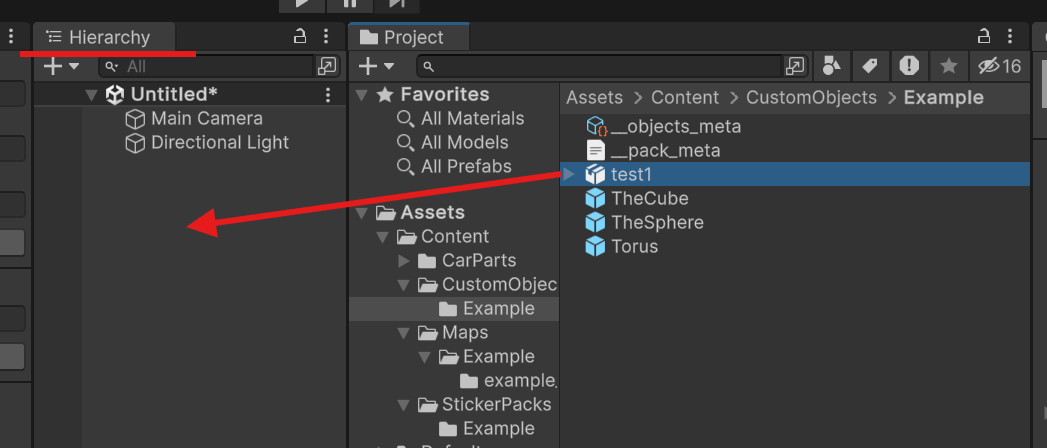 Hierarchy
All
Untitled*
Main Camera
Directional Light
Project
16
Favorites
All Materials
All Models
All Prefabs
Assets
Content
CarParts
CustomObjec
Example
Maps
Example
example
StickerPacks
Example
Assets > Content > CustomObjects > Example
__objects_meta
__pack_meta
test1
TheCube
TheSphere
Torus